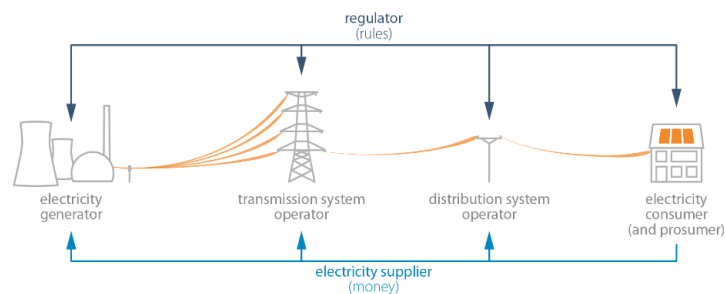 regulator
(rules)
electricity
generator
transmission system
operator
distribution system
operator
electricity
consumer
(and prosumer)
electricity supplier
(money)